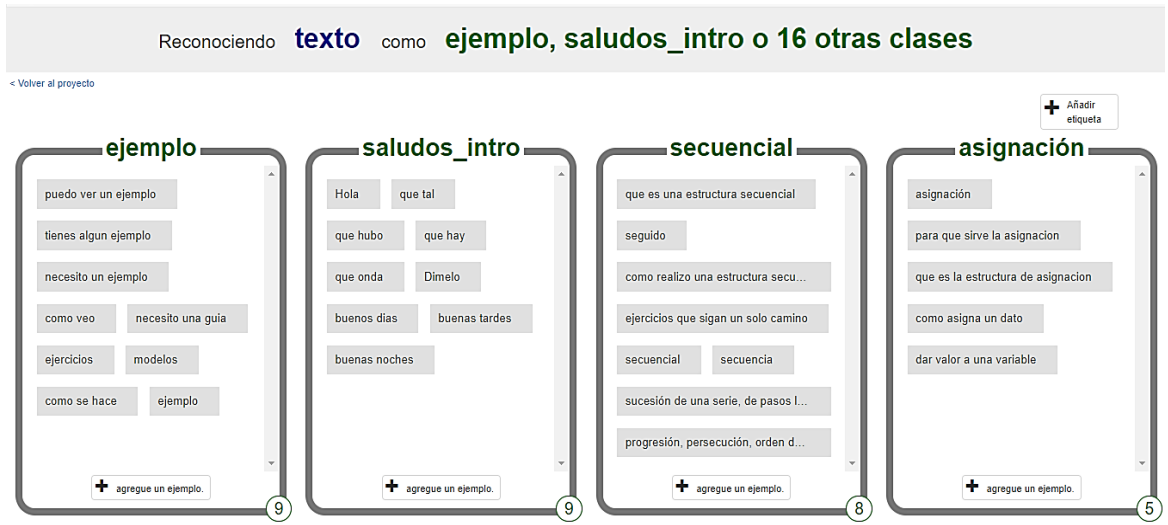 Reconociendo texto como ejemplo, saludos_intro o 16 otras clases
< Volver al proyecto
Añadir
etiqueta
ejemplo
puedo ver un ejemplo
tienes algun ejemplo
necesito un ejemplo
como veo necesito una guia
ejercicios modelos
como se hace ejemplo
agregue un ejemplo.
9
saludos_intro
Hola que tal
que hubo que hay
que onda Dimelo
buenos dias buenas tardes
buenas noches
agregue un ejemplo.
9
secuencial
que es una estructura secuencial
seguido
como realizo una estructura secu...
ejercicios que sigan un solo camino
secuencial secuencia
sucesión de una serie, de pasos l...
progresión, persecución, orden d...
agregue un ejemplo.
8
asignación
asignación
para que sirve la asignacion
que es la estructura de asignacion
como asigna un dato
dar valor a una variable
agregue un ejemplo.
5